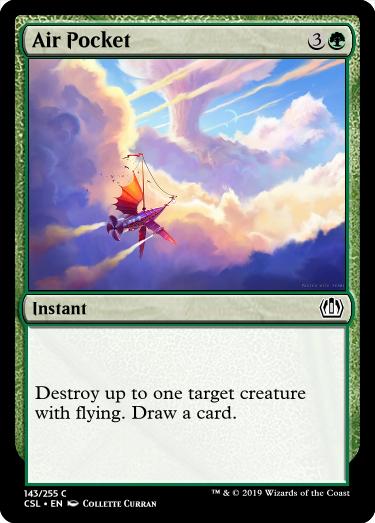 Air Pocket 3
Instant
Destroy up to one target creature
with flying. Draw a card.
143/255 C
CSL • EN Collette Curran
™ & © 2019 Wizards of the Coast